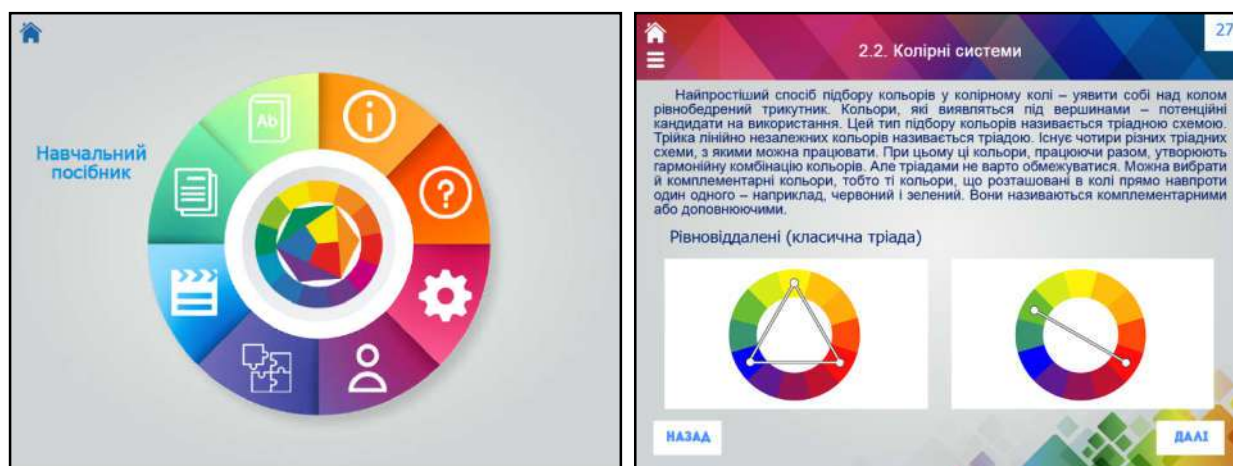 Ab
Навчальний
посібник
27
2.2. Колірні системи
Найпростіший спосіб підбору кольорів у колірному колі – уявити собі над колом
рівнобедрений трикутник. Кольори, які виявляться під вершинами – потенційні
кандидати на використання. Цей тип підбору кольорів називається тріадною схемою.
Трійка лінійно незалежних кольорів називається тріадою. Існує чотири різних тріадних
схеми, з якими можна працювати. При цьому ці кольори, працюючи разом, утворюють
гармонійну комбінацію кольорів. Але тріадами не варто обмежуватися. Можна вибрати
й комплементарні кольори, тобто ті кольори, що розташовані в колі прямо навпроти
один одного – наприклад, червоний і зелений. Вони називаються комплементарними
або доповнюючими.
Рівновіддалені (класична тріада)
НАЗАД
ДАЛІ